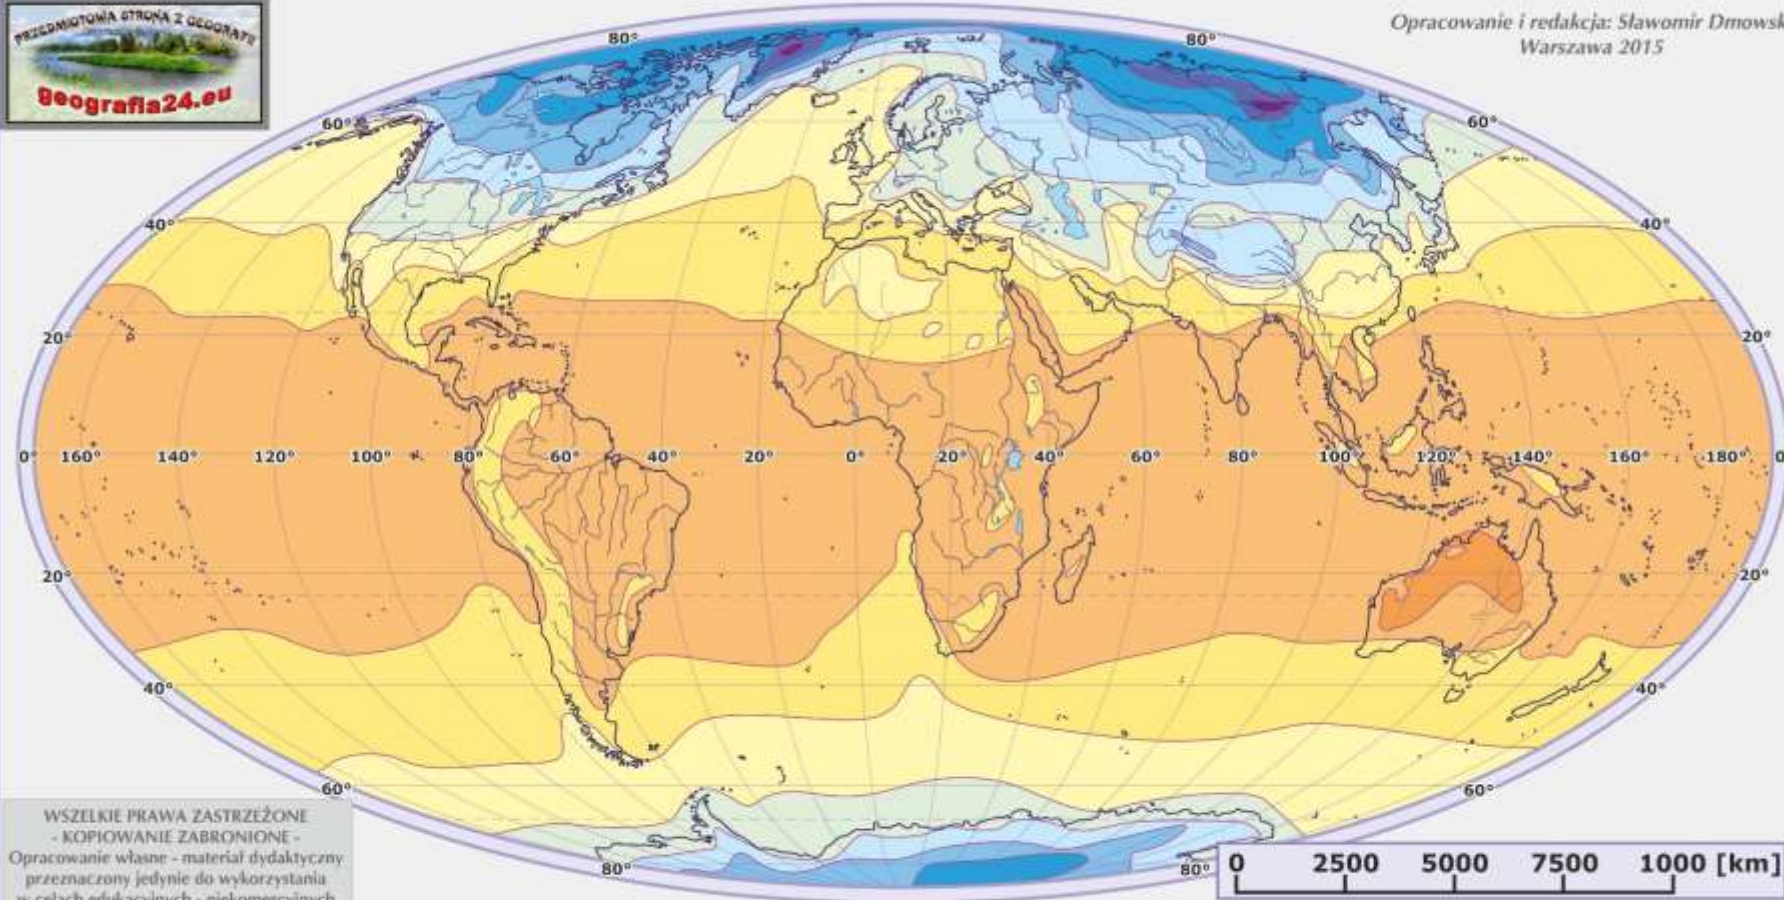 PRZEDMIOTOWA STRONA Z GEOGRAFII
geografia24.eu
Opracowanie i redakcja: Sławomir Dmowsk
Warszawa 2015
80° 80°
60° 60°
40° 40°
20° 20°
0° 160° 140° 120° 100° 80° 60° 40° 20° 0° 20° 40° 60° 80° 100° 120° 140° 160° 180° 0
20° 20°
40° 40°
60° 60°
80° 80°
WSZELKIE PRAWA ZASTRZEŻONE
- KOPIOWANIE ZABRONIONE -
Opracowanie własne - materiał dydaktyczny
przeznaczony jedynie do wykorzystania
w celach edukacyjnych - niekomercyjnych
0 2500 5000 7500 1000 [km]